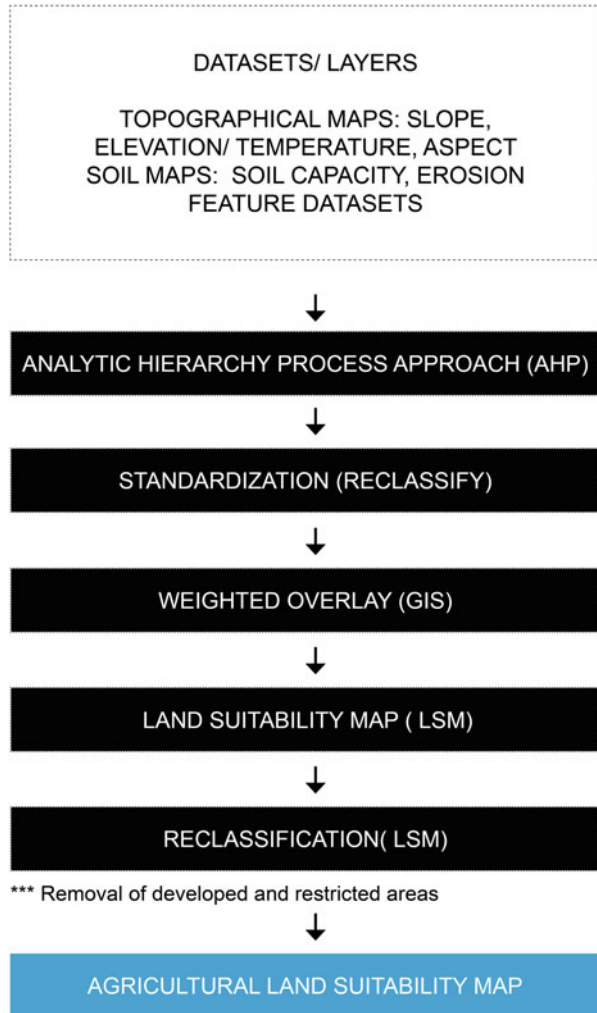 DATASETS/ LAYERS
TOPOGRAPHICAL MAPS: SLOPE,
ELEVATION/ TEMPERATURE, ASPECT
SOIL MAPS:  SOIL CAPACITY, EROSION
FEATURE DATASETS
ANALYTIC HIERARCHY PROCESS APPROACH (AHP)
STANDARDIZATION (RECLASSIFY)
WEIGHTED OVERLAY (GIS)
LAND SUITABILITY MAP ( LSM)
RECLASSIFICATION( LSM)
*** Removal of developed and restricted areas
AGRICULTURAL LAND SUITABILITY MAP